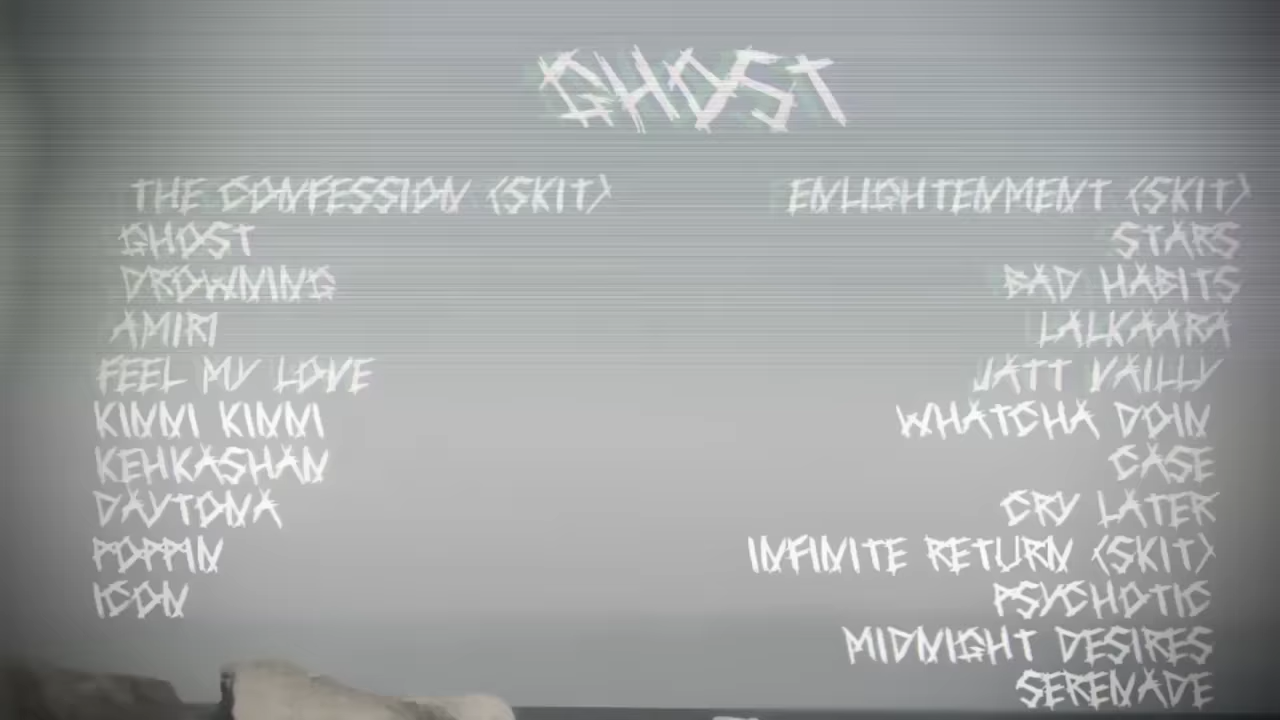 GHOST
THE CONFESSION (SKIT)
GHOST
DROWNING
AMIRI
FEEL MY LOVE
KINNI KINNI
KEHKASHAN
DAYTONA
POPPIN
ICON
ENLIGHTENMENT (SKIT)
STARS
BAD HABITS
LALKAARA
JATT VAILLY
WHATCHA DOIN
CASE
CRY LATER
INFINITE RETURN (SKIT)
PSYCHOTIC
MIDNIGHT DESIRES
SERENADE